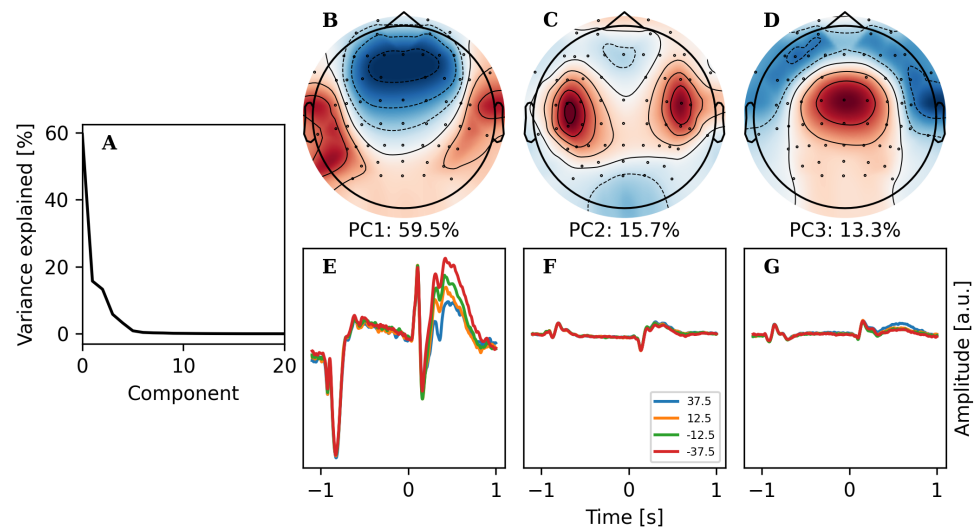 A
Variance explained [%]
60
40
20
0
0
10
20
Component
B
C
D
PC1: 59.5%
PC2: 15.7%
PC3: 13.3%
E
F
G
37.5
12.5
-12.5
-37.5
−1
0
1
−1
0
1
−1
0
1
Time [s]
Amplitude [a.u.]